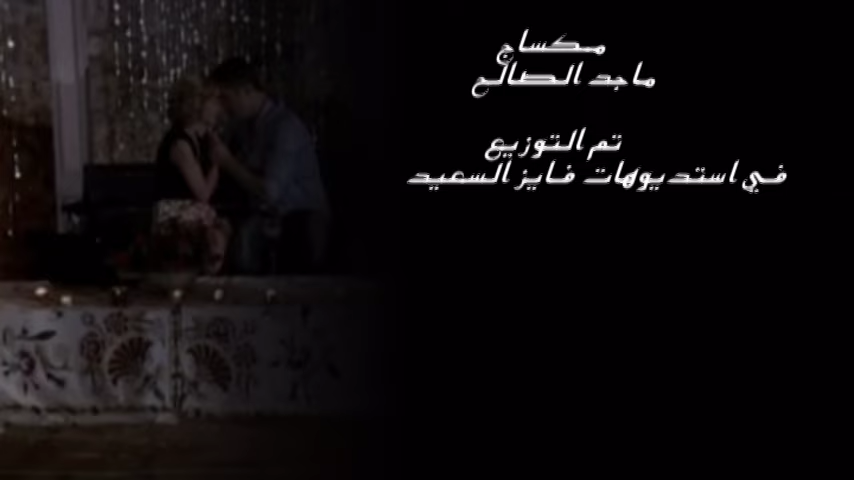 مكساج
ماجد الصالح
تم التوزيع
في استديوهات فايز السعيد